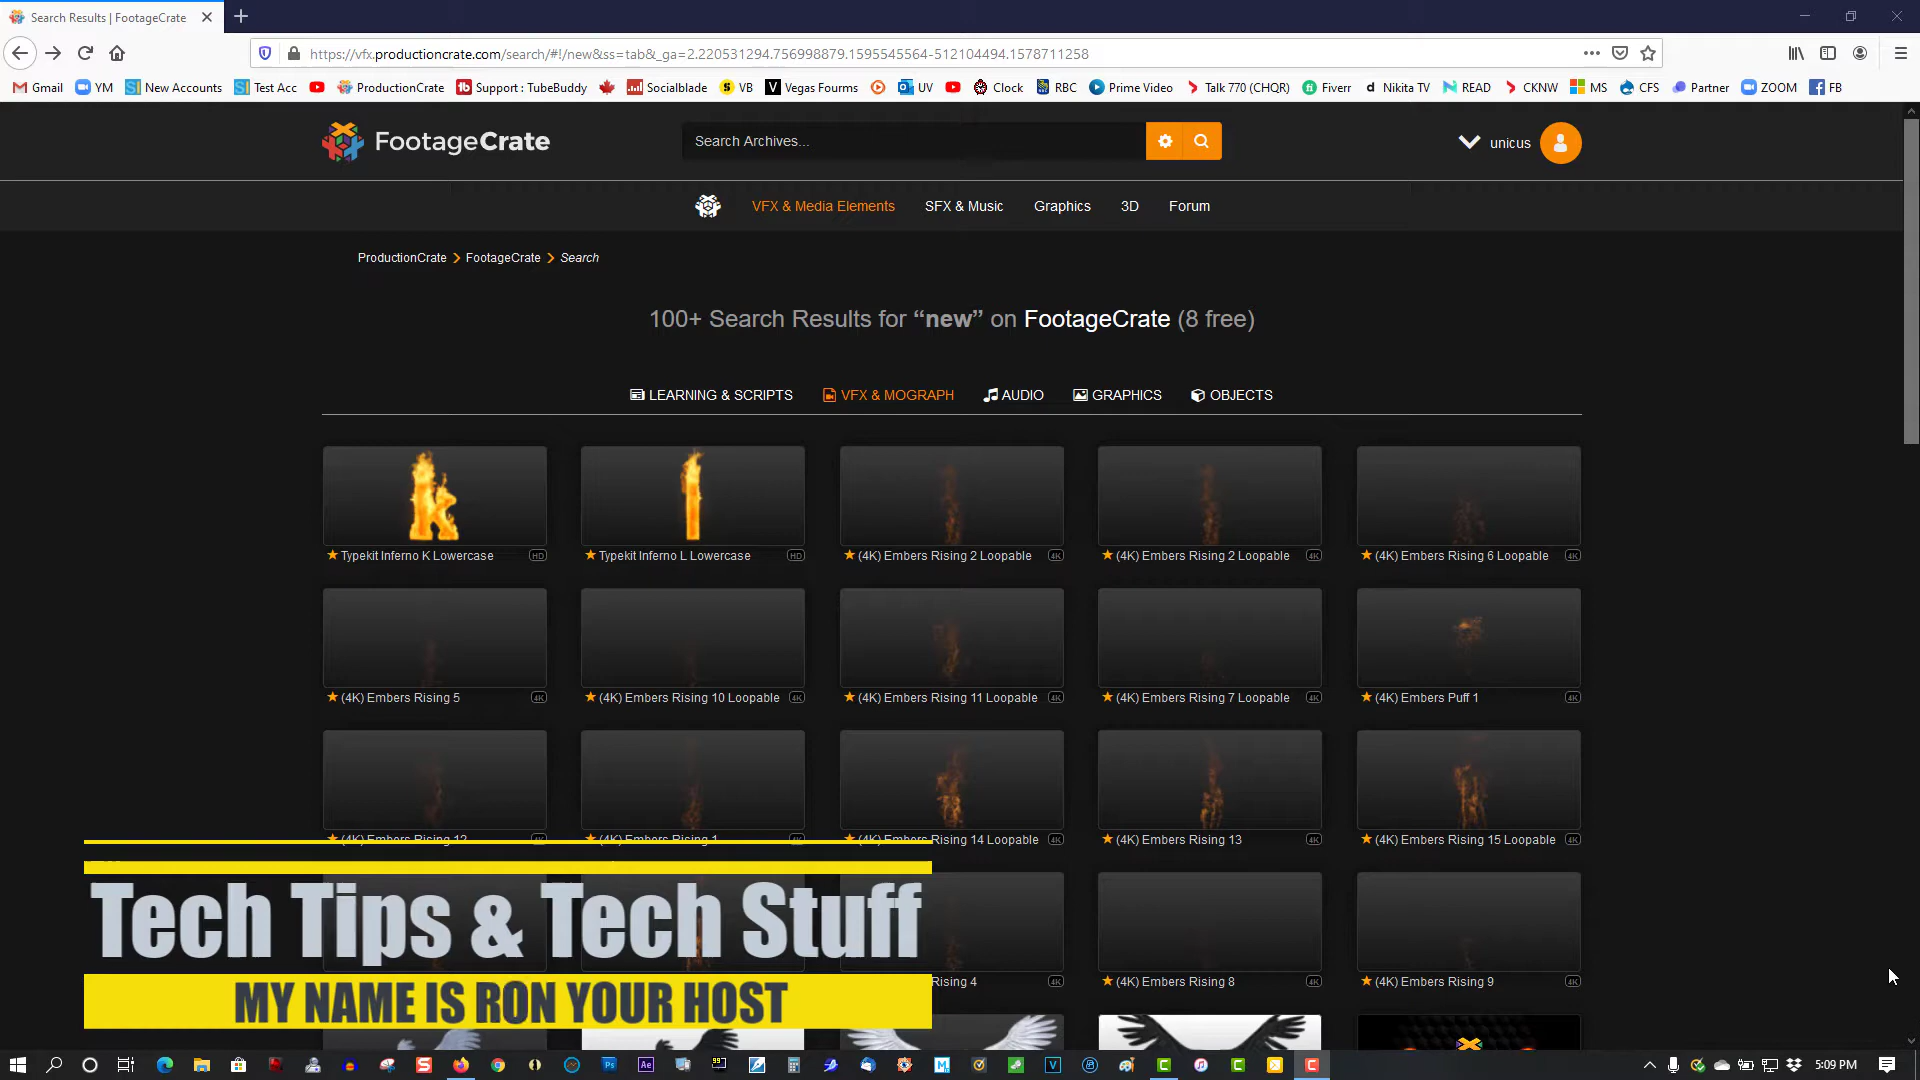 Search Results | FootageCrate
https://vfx.productioncrate.com/search/#!/new&ss=tab&_ga=2.220531294.756998879.1595545564-512104494.1578711258
Gmail YM New Accounts Test Acc ProductionCrate Support : TubeBuddy Socialblade VB Vegas Fourms UV Clock RBC Prime Video Talk 770 (CHQR) Fiverr Nikita TV READ CKNW MS CFS Partner ZOOM FB
FootageCrate
Search Archives...
unicus
VFX & Media Elements SFX & Music Graphics 3D Forum
ProductionCrate FootageCrate Search
100+ Search Results for “new” on FootageCrate (8 free)
LEARNING & SCRIPTS VFX & MOGRAPH AUDIO GRAPHICS OBJECTS
Typekit Inferno K Lowercase HD Typekit Inferno L Lowercase HD (4K) Embers Rising 2 Loopable 4K (4K) Embers Rising 2 Loopable 4K (4K) Embers Rising 6 Loopable 4K
(4K) Embers Rising 5 4K (4K) Embers Rising 10 Loopable 4K (4K) Embers Rising 11 Loopable 4K (4K) Embers Rising 7 Loopable 4K (4K) Embers Puff 1 4K
(4K) Embers Rising 12 (4K) Embers Rising 1 (4K) Embers Rising 14 Loopable 4K (4K) Embers Rising 13 4K (4K) Embers Rising 15 Loopable 4K
Tech Tips & Tech Stuff
Rising 4 4K (4K) Embers Rising 8 4K (4K) Embers Rising 9 4K
MY NAME IS RON YOUR HOST
5:09 PM